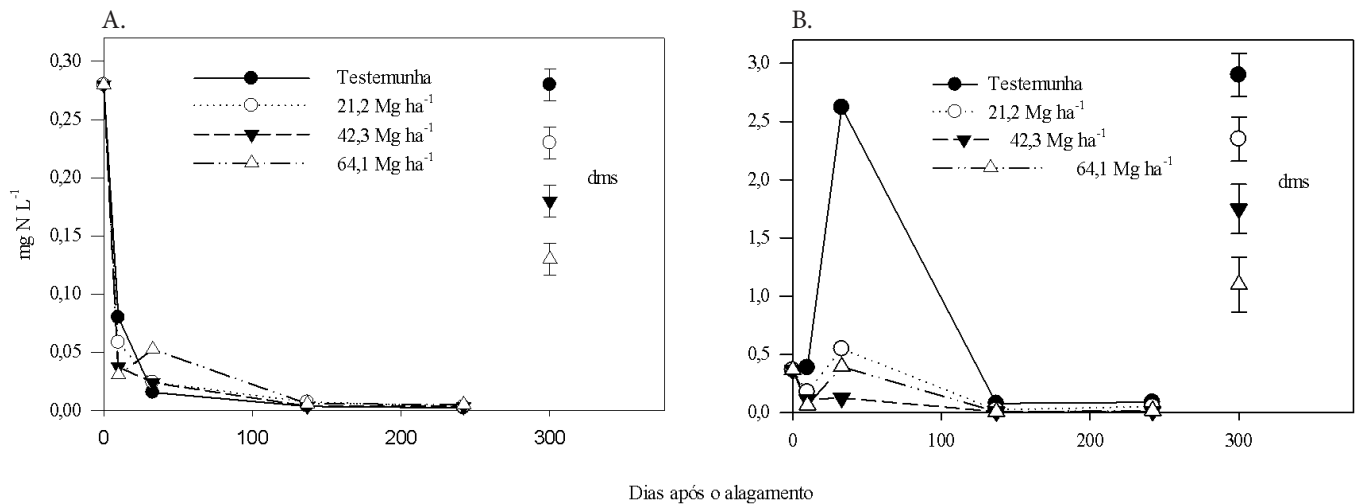 A.
mg N L⁻¹
0,30
0,25
0,20
0,15
0,10
0,05
0,00
0
100
200
300
Testemunha
21,2 Mg ha⁻¹
42,3 Mg ha⁻¹
64,1 Mg ha⁻¹
dms
B.
3,0
2,5
2,0
1,5
1,0
0,5
0,0
0
100
200
300
Testemunha
21,2 Mg ha⁻¹
42,3 Mg ha⁻¹
64,1 Mg ha⁻¹
dms
Dias após o alagamento